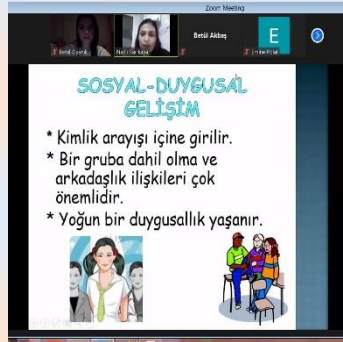 Zoom Meeting
Betül Akbaş
E
SOSYAL-DUYGUSAL
GELİŞİM
* Kimlik arayışı içine girilir.
* Bir gruba dahil olma ve
arkadaşlık ilişkileri çok
önemlidir.
* Yoğun bir duygusallık yaşanır.